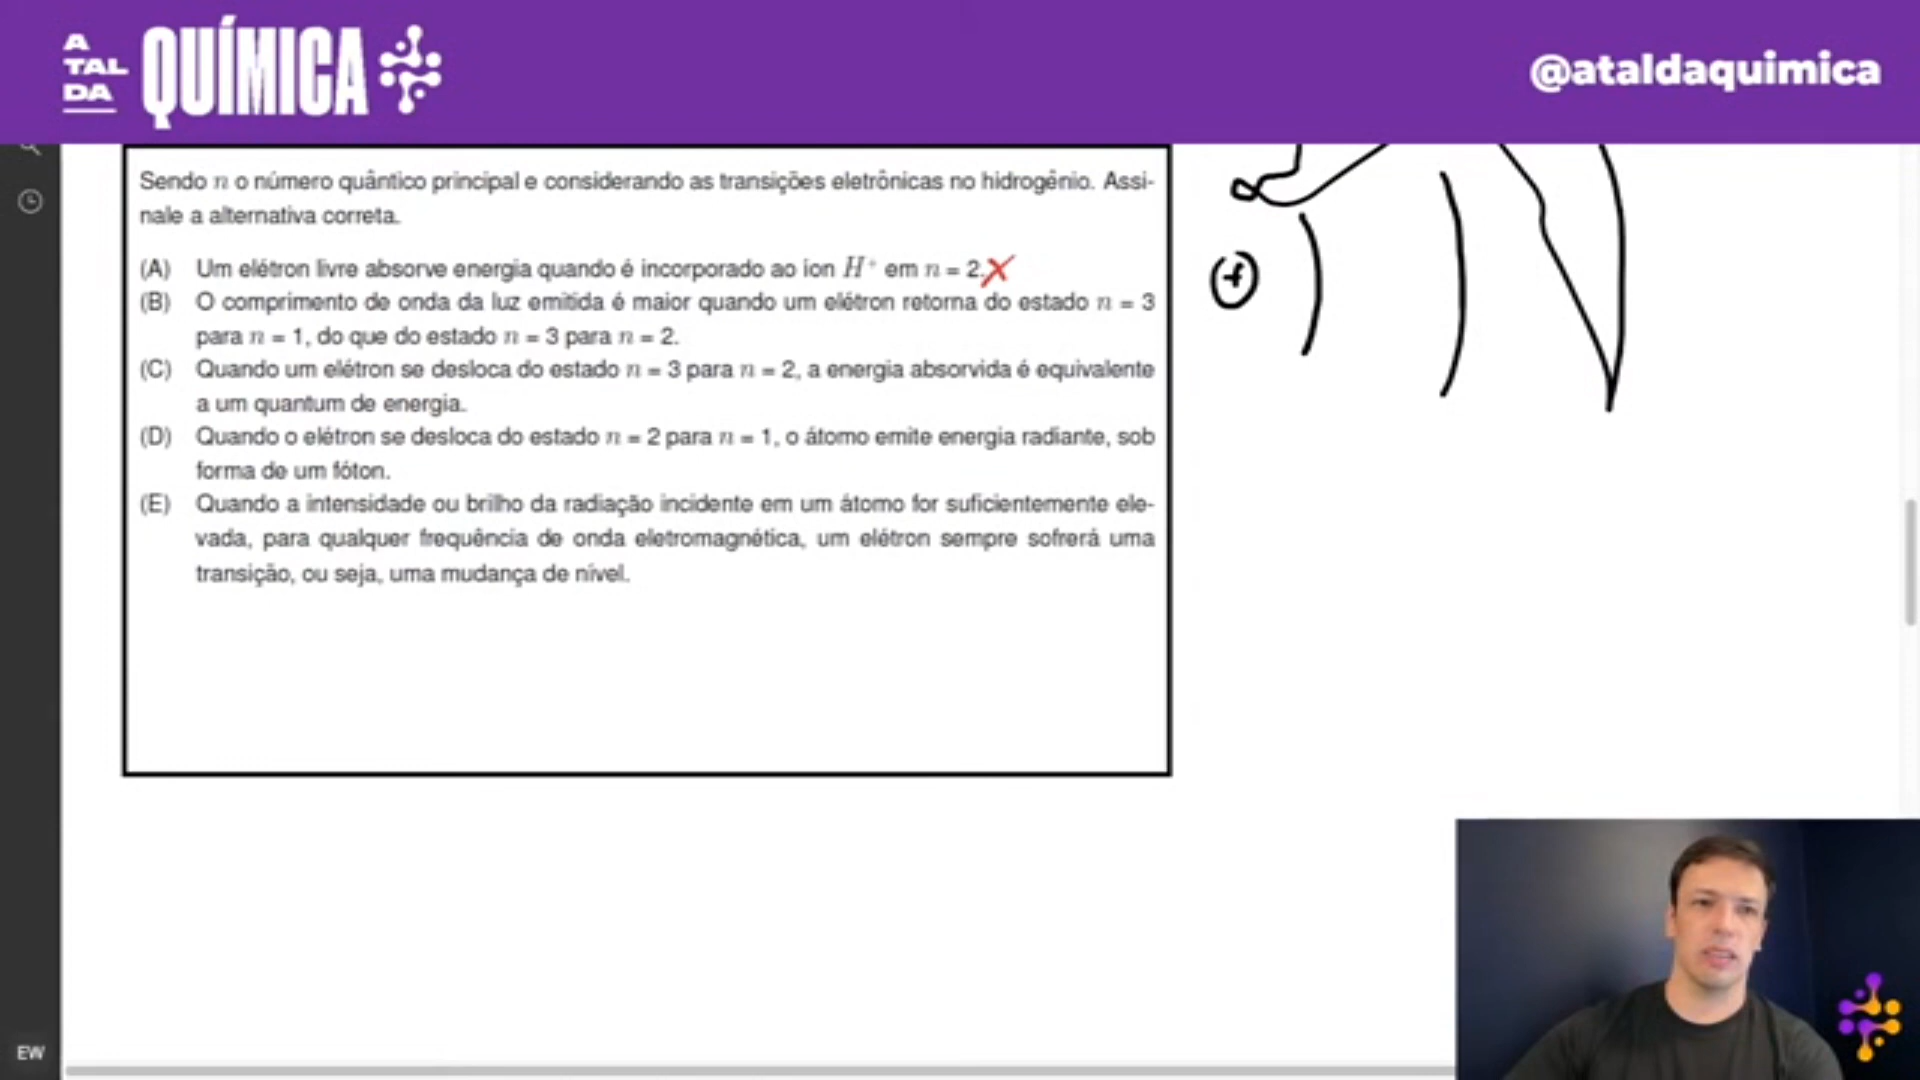 A
TAL
DA
QUÍMICA
@ataldaquimica
Sendo n o número quântico principal e considerando as transições eletrônicas no hidrogênio. Assi-
nale a alternativa correta.
(A) Um elétron livre absorve energia quando é incorporado ao íon H⁺ em n = 2.
(B) O comprimento de onda da luz emitida é maior quando um elétron retorna do estado n = 3
para n = 1, do que do estado n = 3 para n = 2.
(C) Quando um elétron se desloca do estado n = 3 para n = 2, a energia absorvida é equivalente
a um quantum de energia.
(D) Quando o elétron se desloca do estado n = 2 para n = 1, o átomo emite energia radiante, sob
forma de um fóton.
(E) Quando a intensidade ou brilho da radiação incidente em um átomo for suficientemente ele-
vada, para qualquer frequência de onda eletromagnética, um elétron sempre sofrerá uma
transição, ou seja, uma mudança de nível.
+
EW